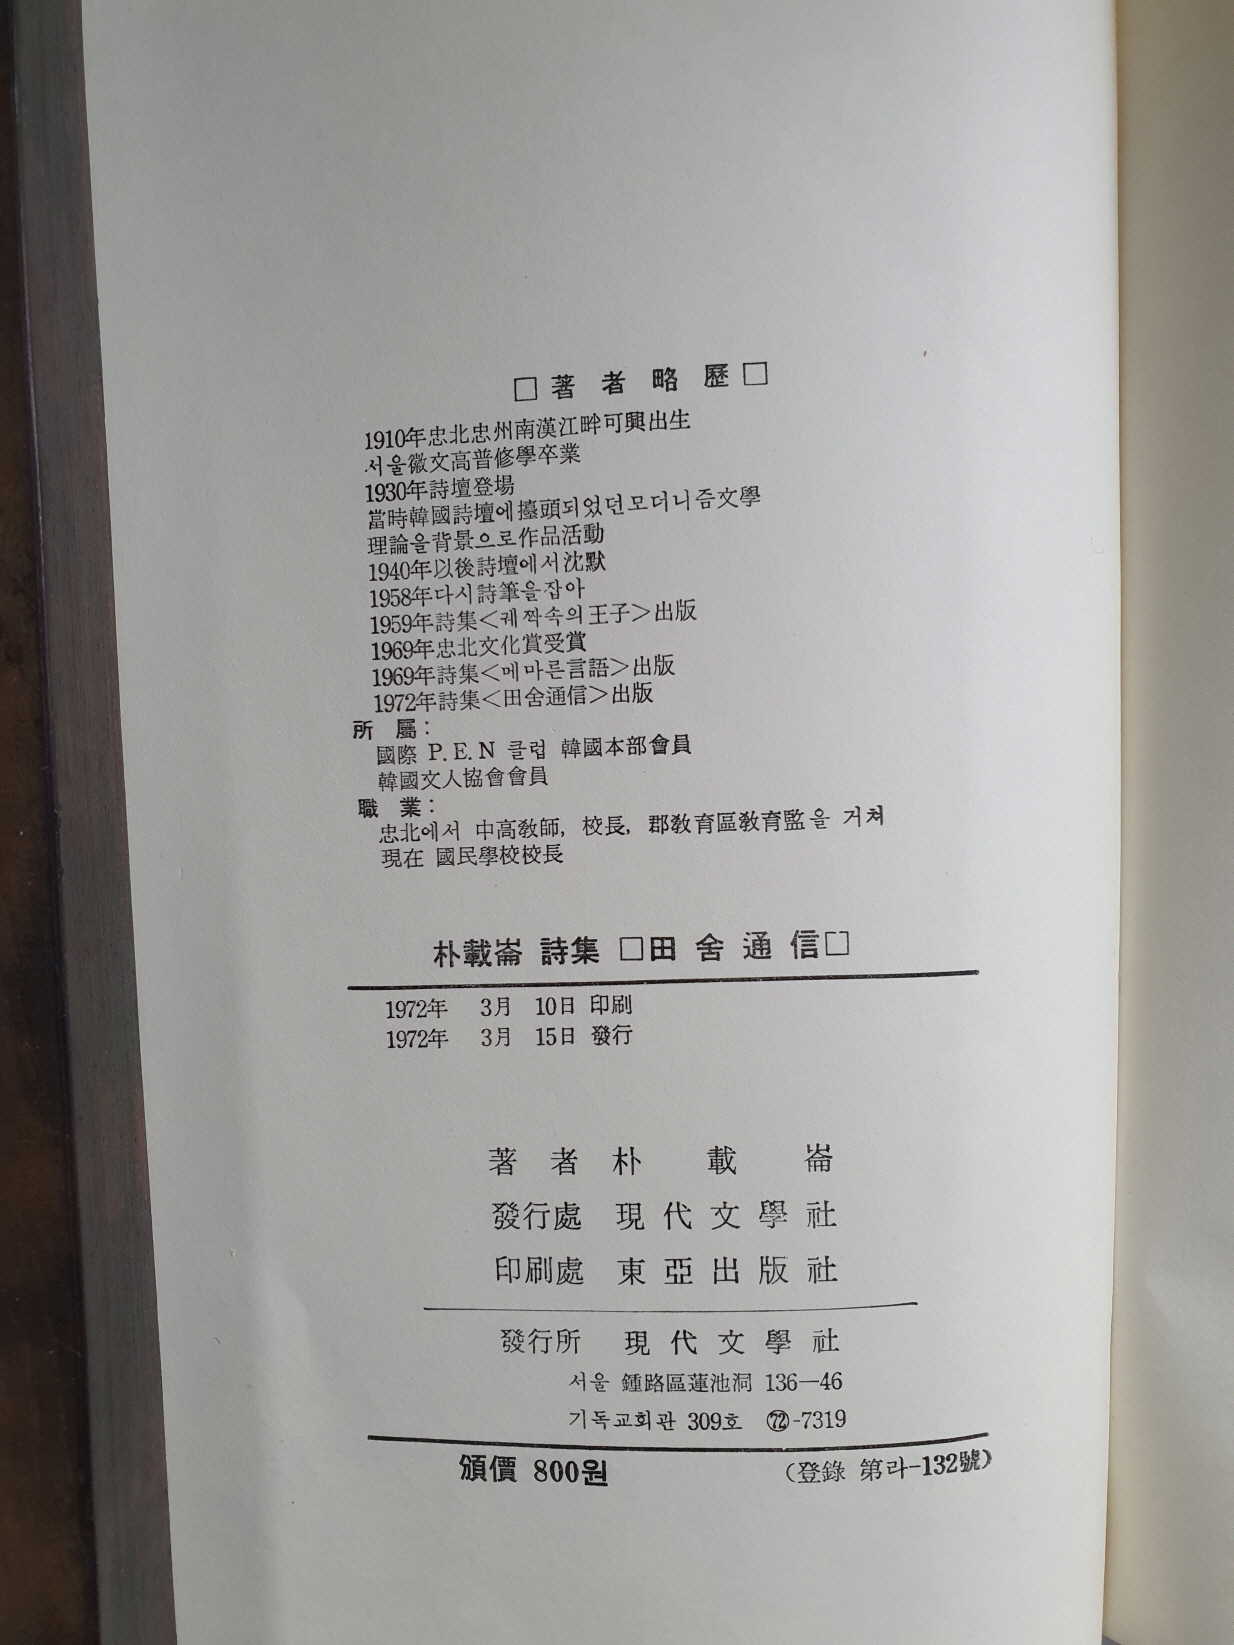 □著者略歷□
1910年忠北忠州南漢江畔可興出生
서울徽文高普修學卒業
1930年詩壇登場
當時韓國詩壇에擡頭되었던모더니즘文學
理論을背景으로作品活動
1940年以後詩壇에서沈默
1958年다시詩筆을잡아
1959年詩集<궤짝속의王子>出版
1969年忠北文化賞受賞
1969年詩集<메마른言語>出版
1972年詩集<田舍通信>出版
所屬:
國際 P.E.N 클럽 韓國本部會員
韓國文人協會會員
職業:
忠北에서 中高敎師, 校長, 郡敎育區敎育監을 거쳐
現在 國民學校校長
朴載崙 詩集 □田舍通信□
1972年 3月 10日 印刷
1972年 3月 15日 發行
著者 朴載崙
發行處 現代文學社
印刷處 東亞出版社
發行所 現代文學社
서울 鍾路區蓮池洞 136—46
기독교회관 309호 ㉒-7319
頒價 800원
(登錄 第라-132號)